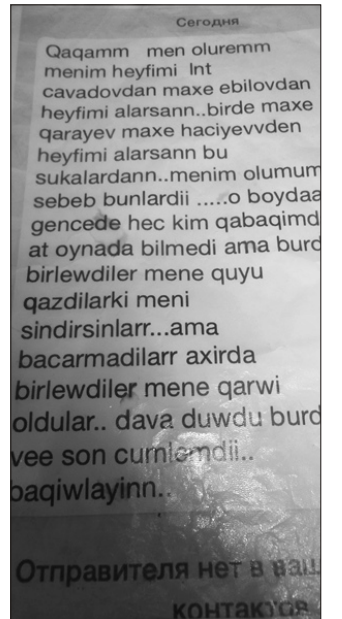 Сегодня
Qaqamm men oluremm
menim heyfimi Int
cavadovdan maxe ebilovdan
heyfimi alarsann..birde maxe
qarayev maxe haciyevvden
heyfimi alarsann bu
sukalardann..menim olumum
sebeb bunlardii .....o boydaa
gencede hec kim qabaqimd
at oynada bilmedi ama burd
birlewdiler mene quyu
qazdilarki meni
sindirsinlarr...ama
bacarmadilarr axirda
birlewdiler mene qarwi
oldular.. dava duwdu burd
vee son cumlemdii..
baqiwlayinn..
Отправителя нет в ваш
контактов